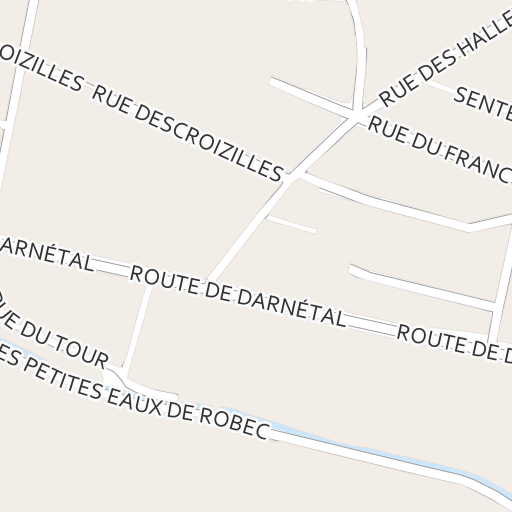 RUE DES HALLE
OIZILLES
RUE DESCROIZILLES
SENTE
RUE DU FRANC
ARNÉTAL
ROUTE DE DARNÉTAL
ROUTE DE D
UE DU TOUR
ES PETITES EAUX DE ROBEC